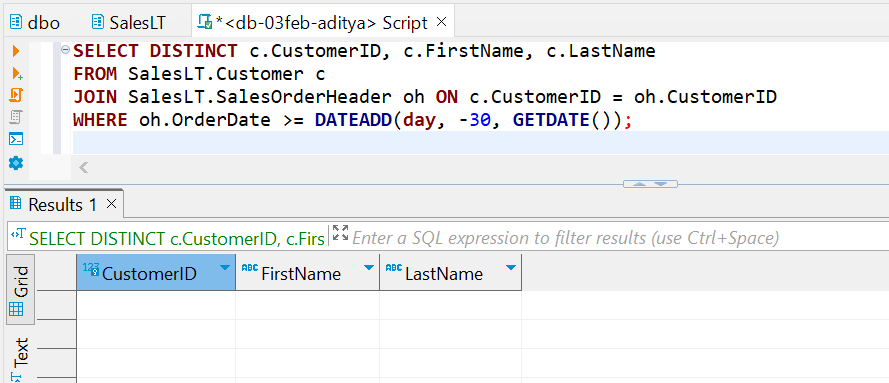 dbo SalesLT *<db-03feb-aditya> Script
SELECT DISTINCT c.CustomerID, c.FirstName, c.LastName
FROM SalesLT.Customer c
JOIN SalesLT.SalesOrderHeader oh ON c.CustomerID = oh.CustomerID
WHERE oh.OrderDate >= DATEADD(day, -30, GETDATE());
Results 1
SELECT DISTINCT c.CustomerID, c.Firs Enter a SQL expression to filter results (use Ctrl+Space)
Grid
123 CustomerID ABC FirstName ABC LastName
Text